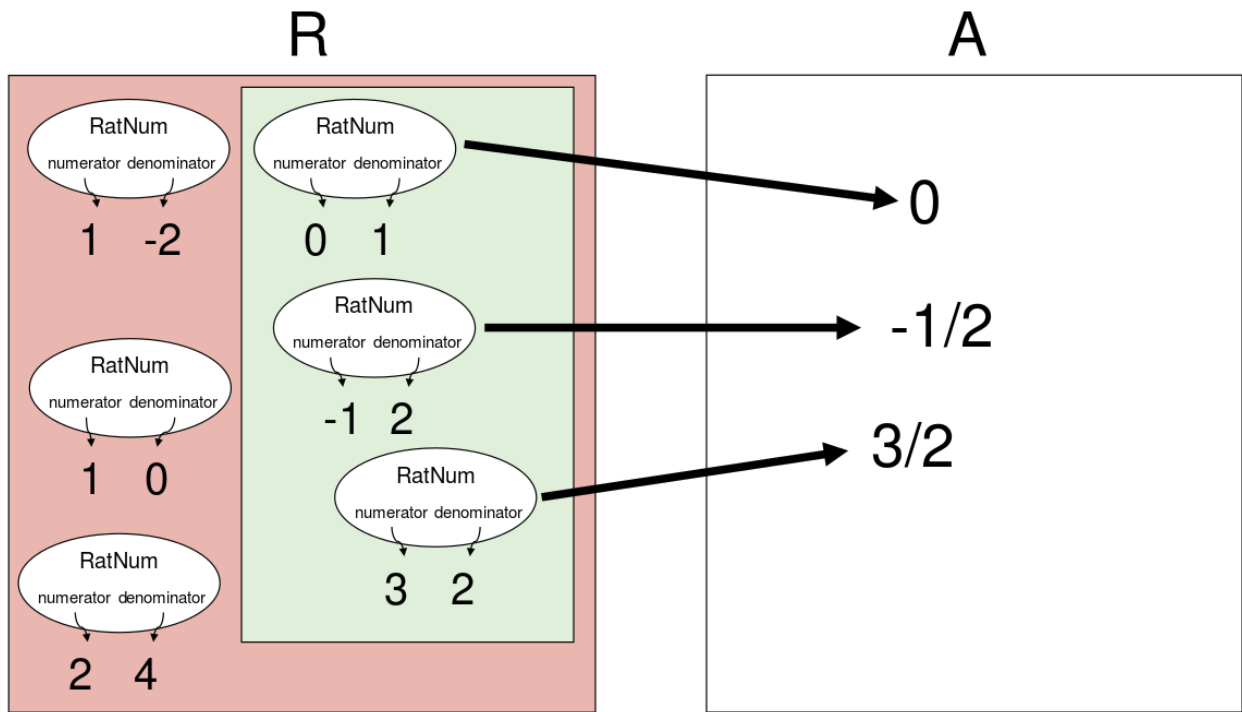 R
A
RatNum
numerator denominator
1 -2
RatNum
numerator denominator
1 0
RatNum
numerator denominator
2 4
RatNum
numerator denominator
0 1
RatNum
numerator denominator
-1 2
RatNum
numerator denominator
3 2
0
-1/2
3/2